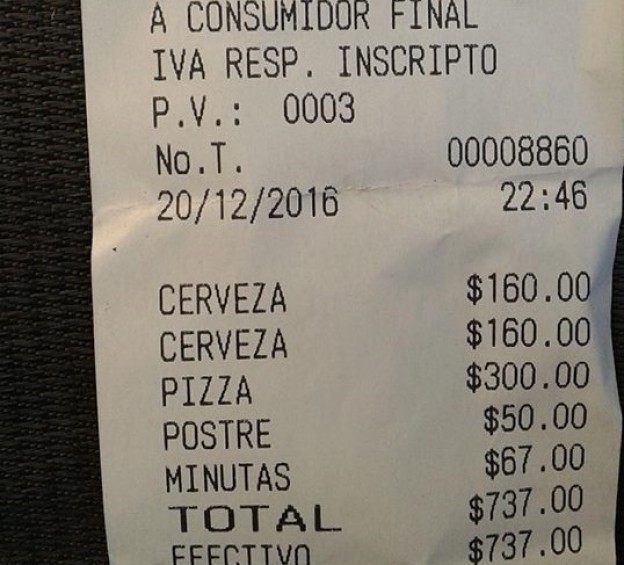 A CONSUMIDOR FINAL
IVA RESP. INSCRIPTO
P.V.: 0003
No.T. 00008860
20/12/2016 22:46
CERVEZA $160.00
CERVEZA $160.00
PIZZA $300.00
POSTRE $50.00
MINUTAS $67.00
TOTAL $737.00
EFECTIVO $737.00